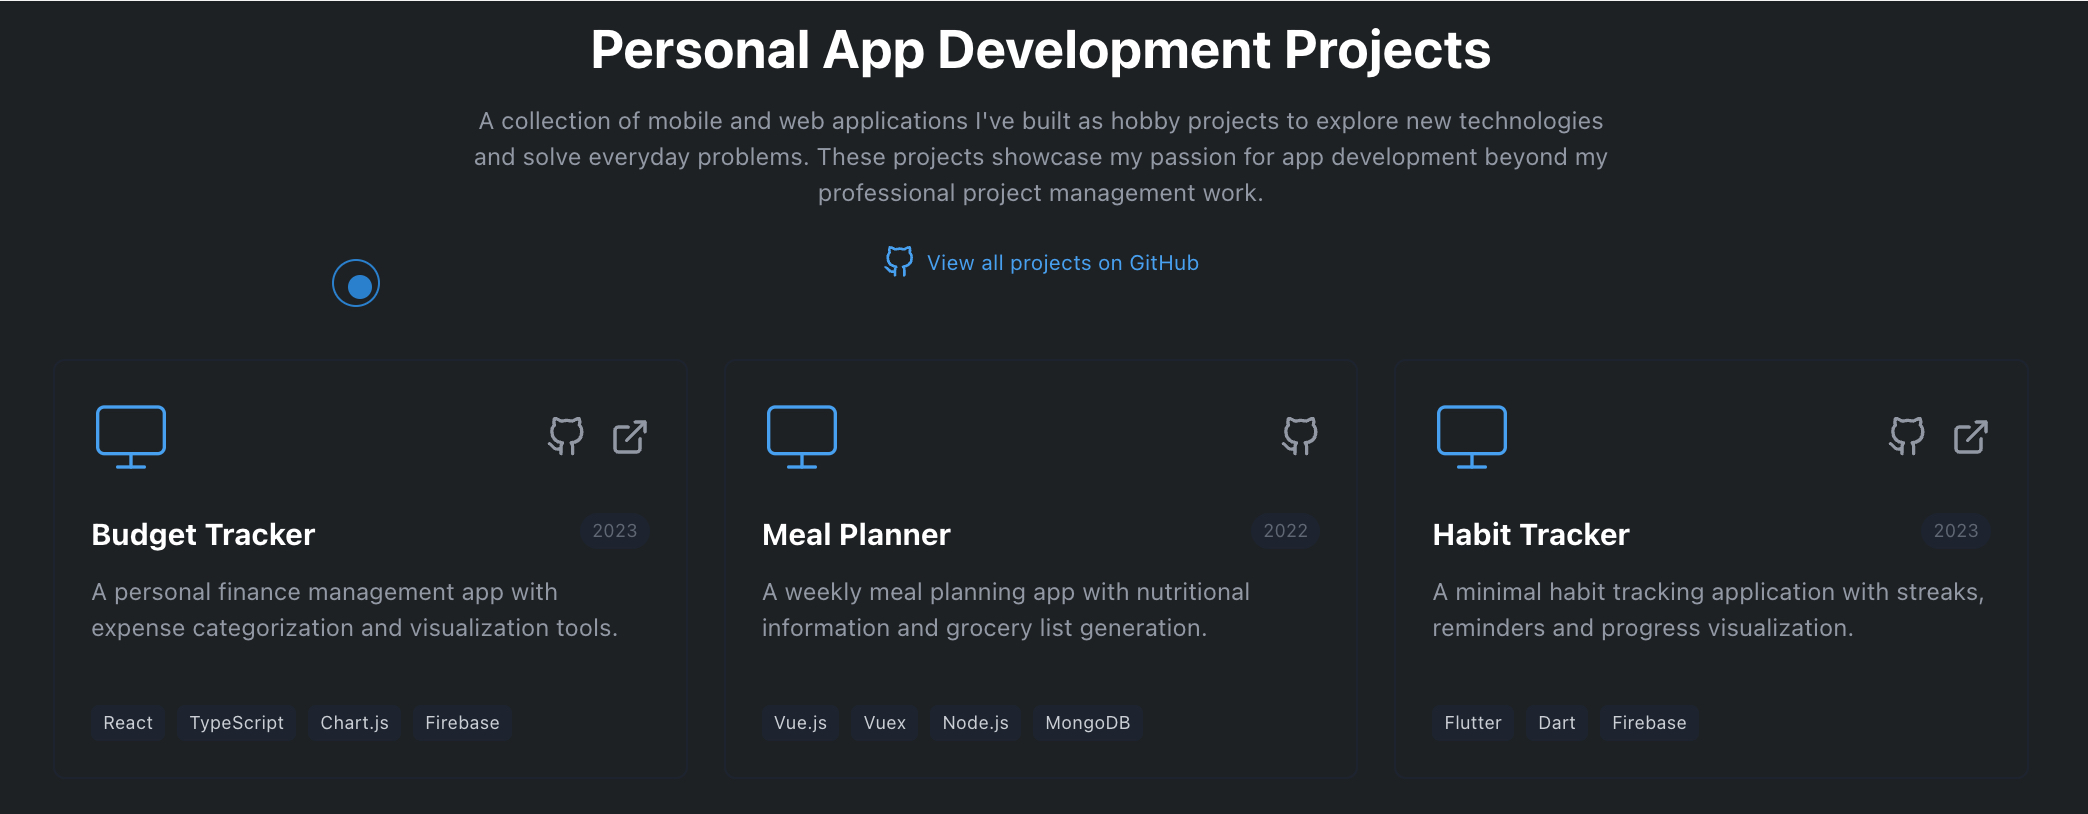 Personal App Development Projects
A collection of mobile and web applications I've built as hobby projects to explore new technologies
and solve everyday problems. These projects showcase my passion for app development beyond my
professional project management work.
View all projects on GitHub
Budget Tracker
2023
A personal finance management app with
expense categorization and visualization tools.
React TypeScript Chart.js Firebase
Meal Planner
2022
A weekly meal planning app with nutritional
information and grocery list generation.
Vue.js Vuex Node.js MongoDB
Habit Tracker
2023
A minimal habit tracking application with streaks,
reminders and progress visualization.
Flutter Dart Firebase